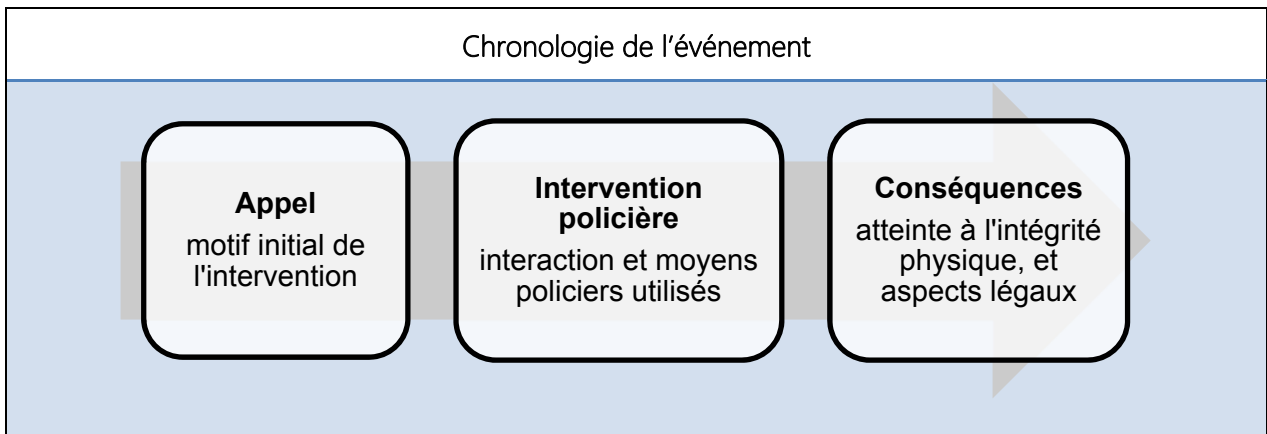 Chronologie de l'événement
Appel
motif initial de
l'intervention
Intervention
policière
interaction et moyens
policiers utilisés
Conséquences
atteinte à l'intégrité
physique, et
aspects légaux